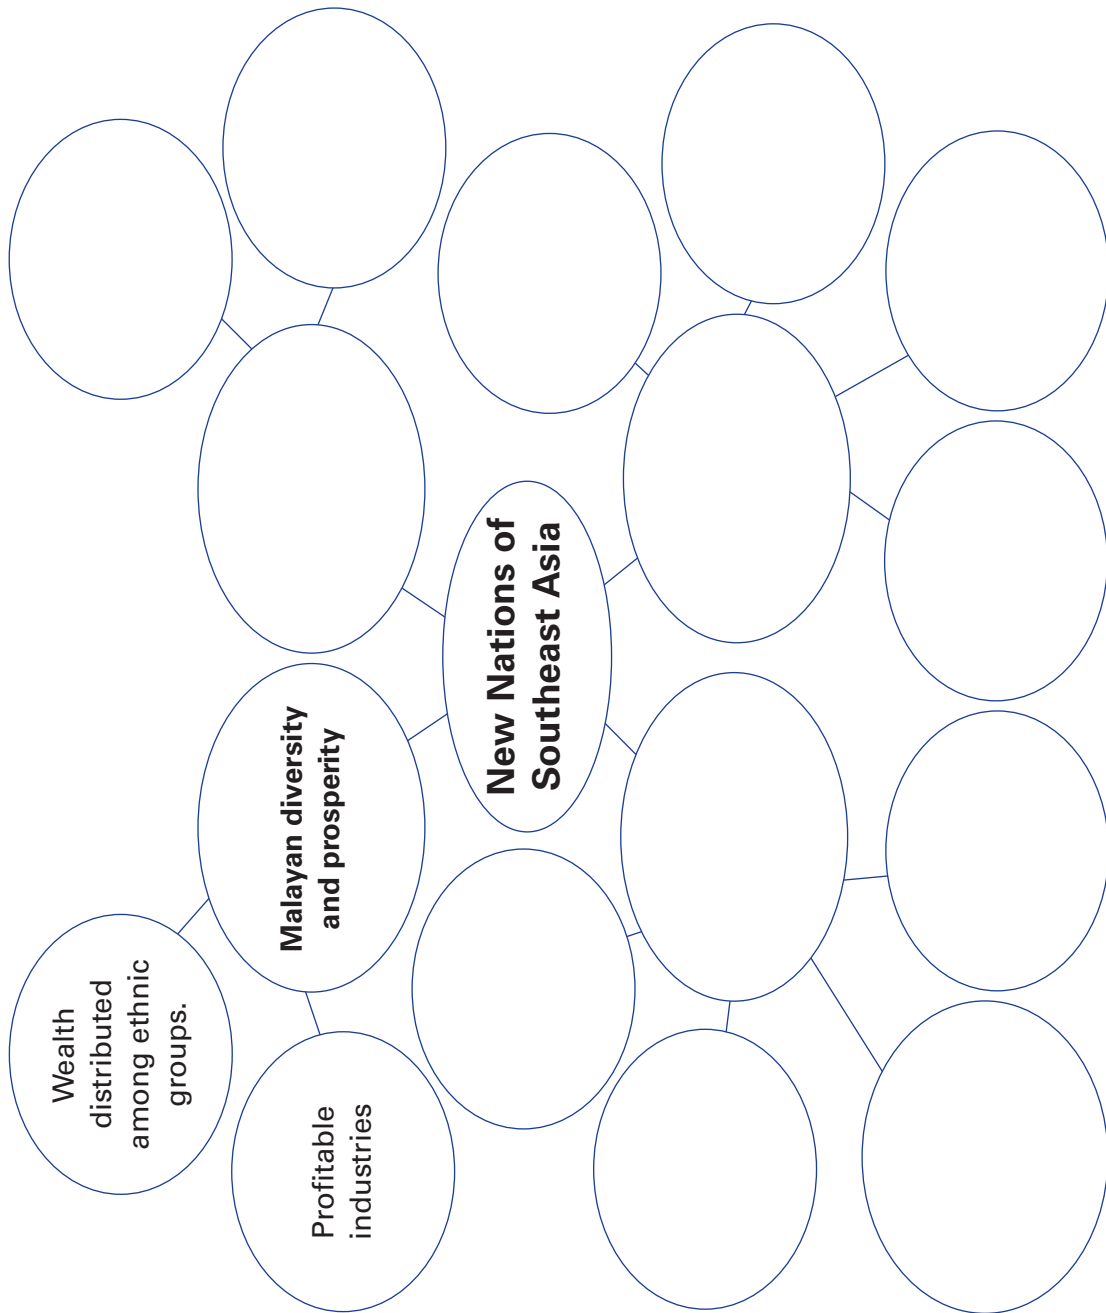 Wealth
distributed
among ethnic
groups.
Profitable
industries
Malayan diversity
and prosperity
New Nations of
Southeast Asia